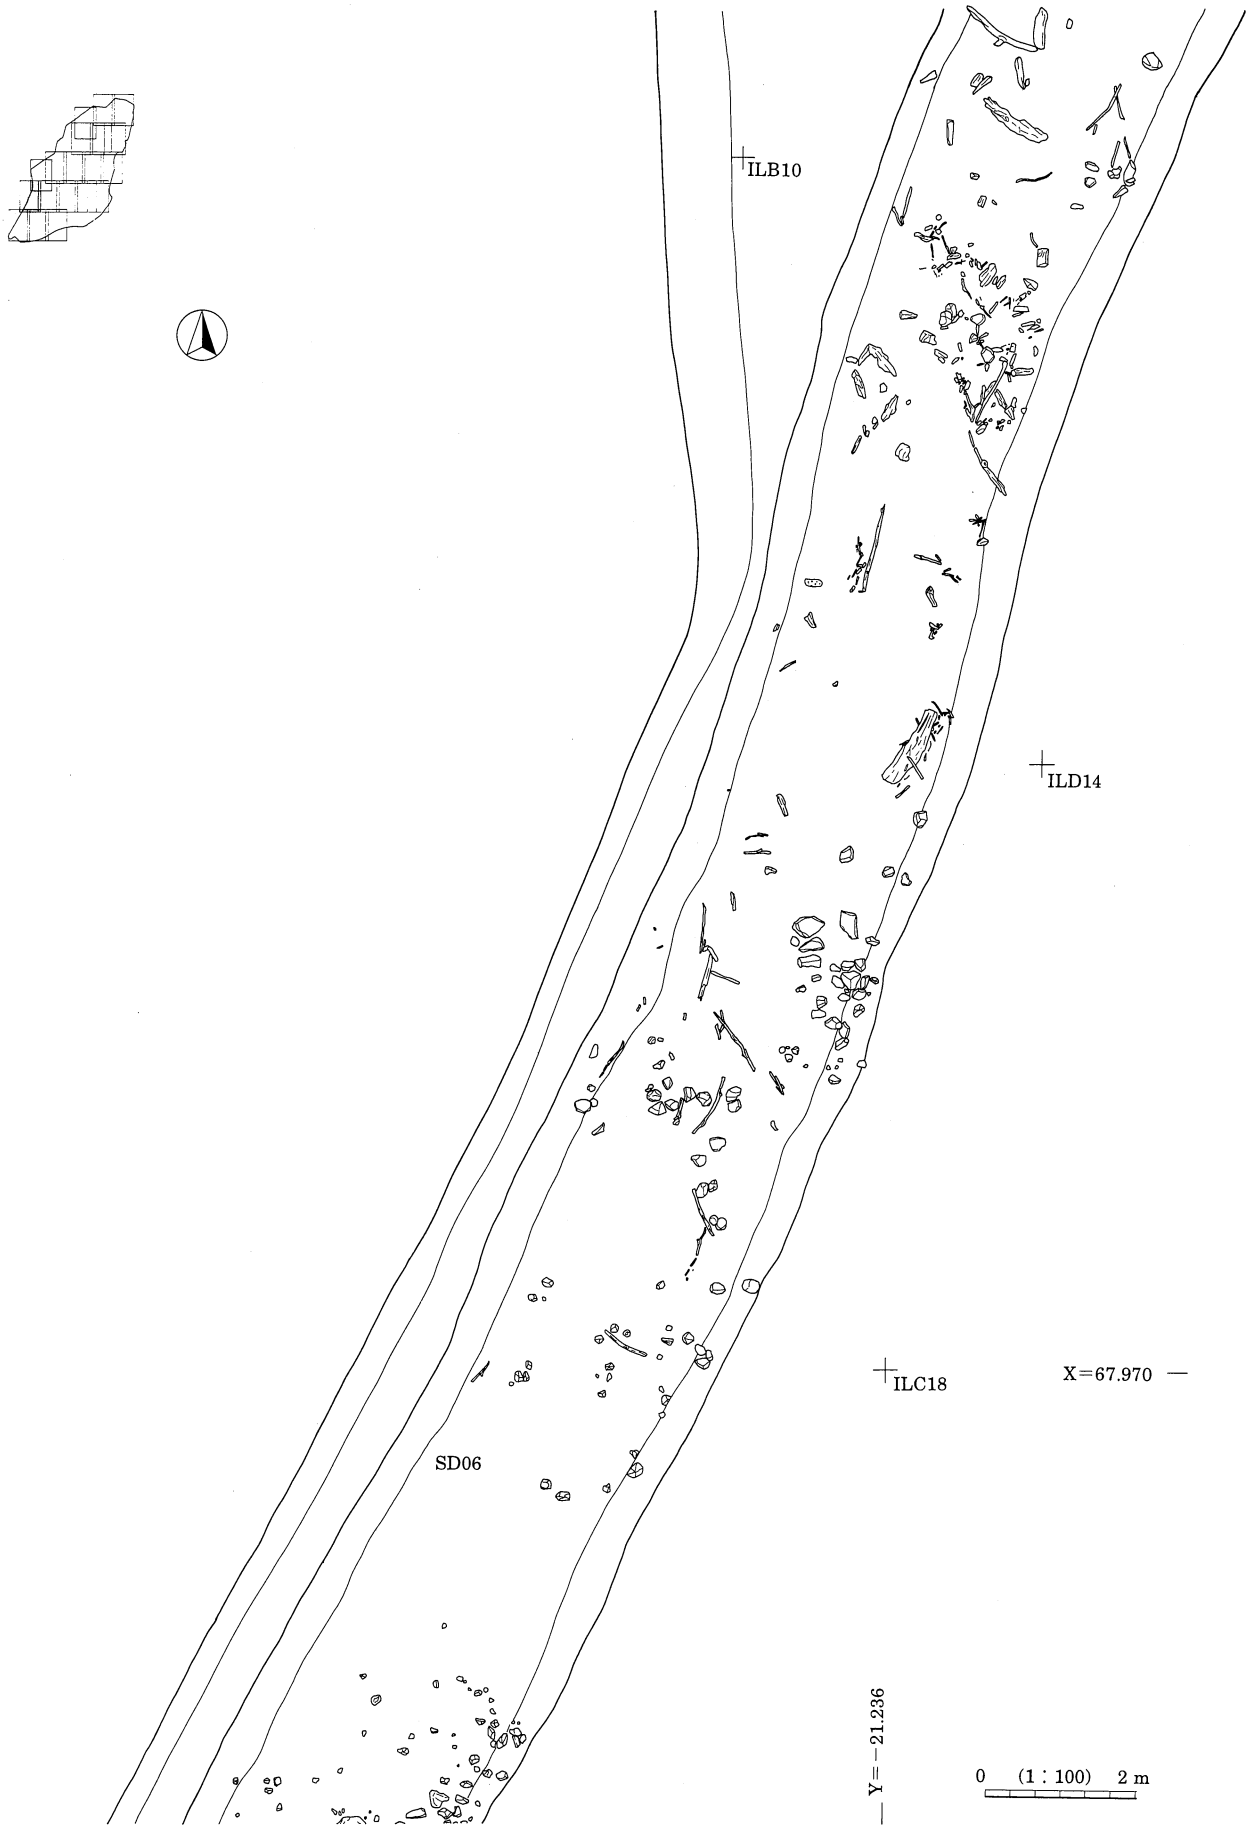 ILB10
ILD14
ILC18
X=67.970 —
SD06
— Y=−21.236
0 (1：100) 2 m